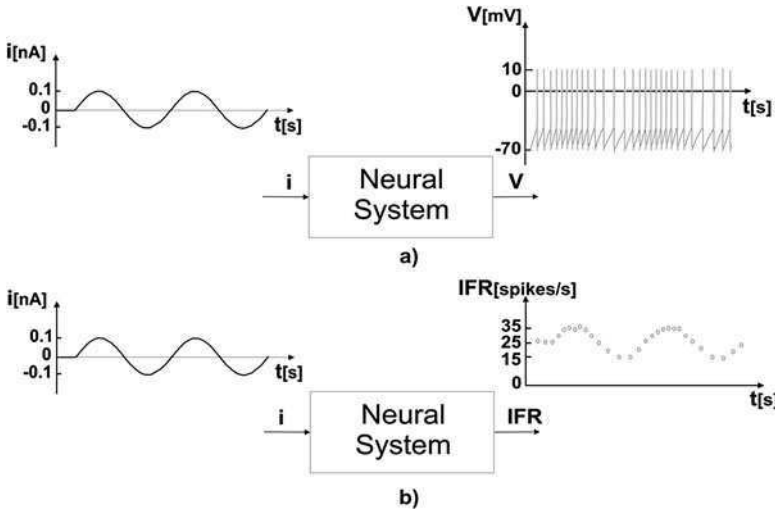 i[nA]
0.1
0
-0.1
t[s]
V[mV]
10
0
-70
t[s]
i
Neural
System
V
a)
i[nA]
0.1
0
-0.1
t[s]
IFR[spikes/s]
35
25
15
0
t[s]
i
Neural
System
IFR
b)